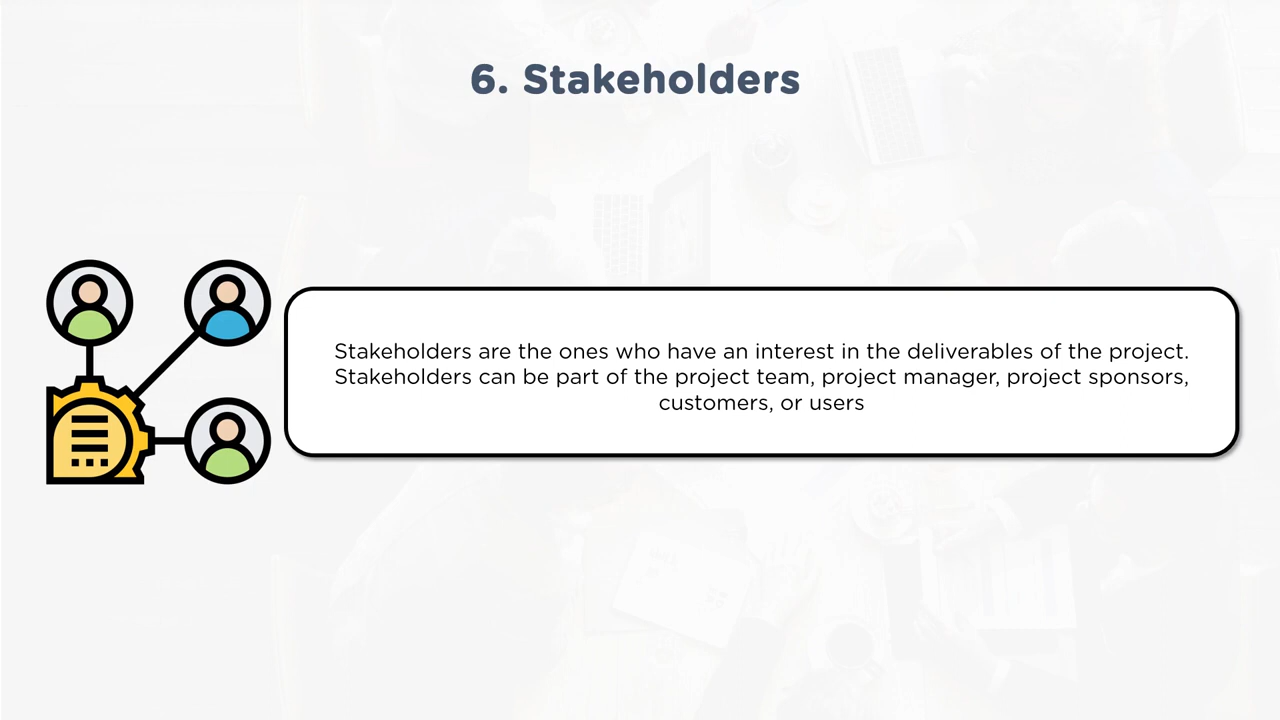 6. Stakeholders
Stakeholders are the ones who have an interest in the deliverables of the project.
Stakeholders can be part of the project team, project manager, project sponsors,
customers, or users